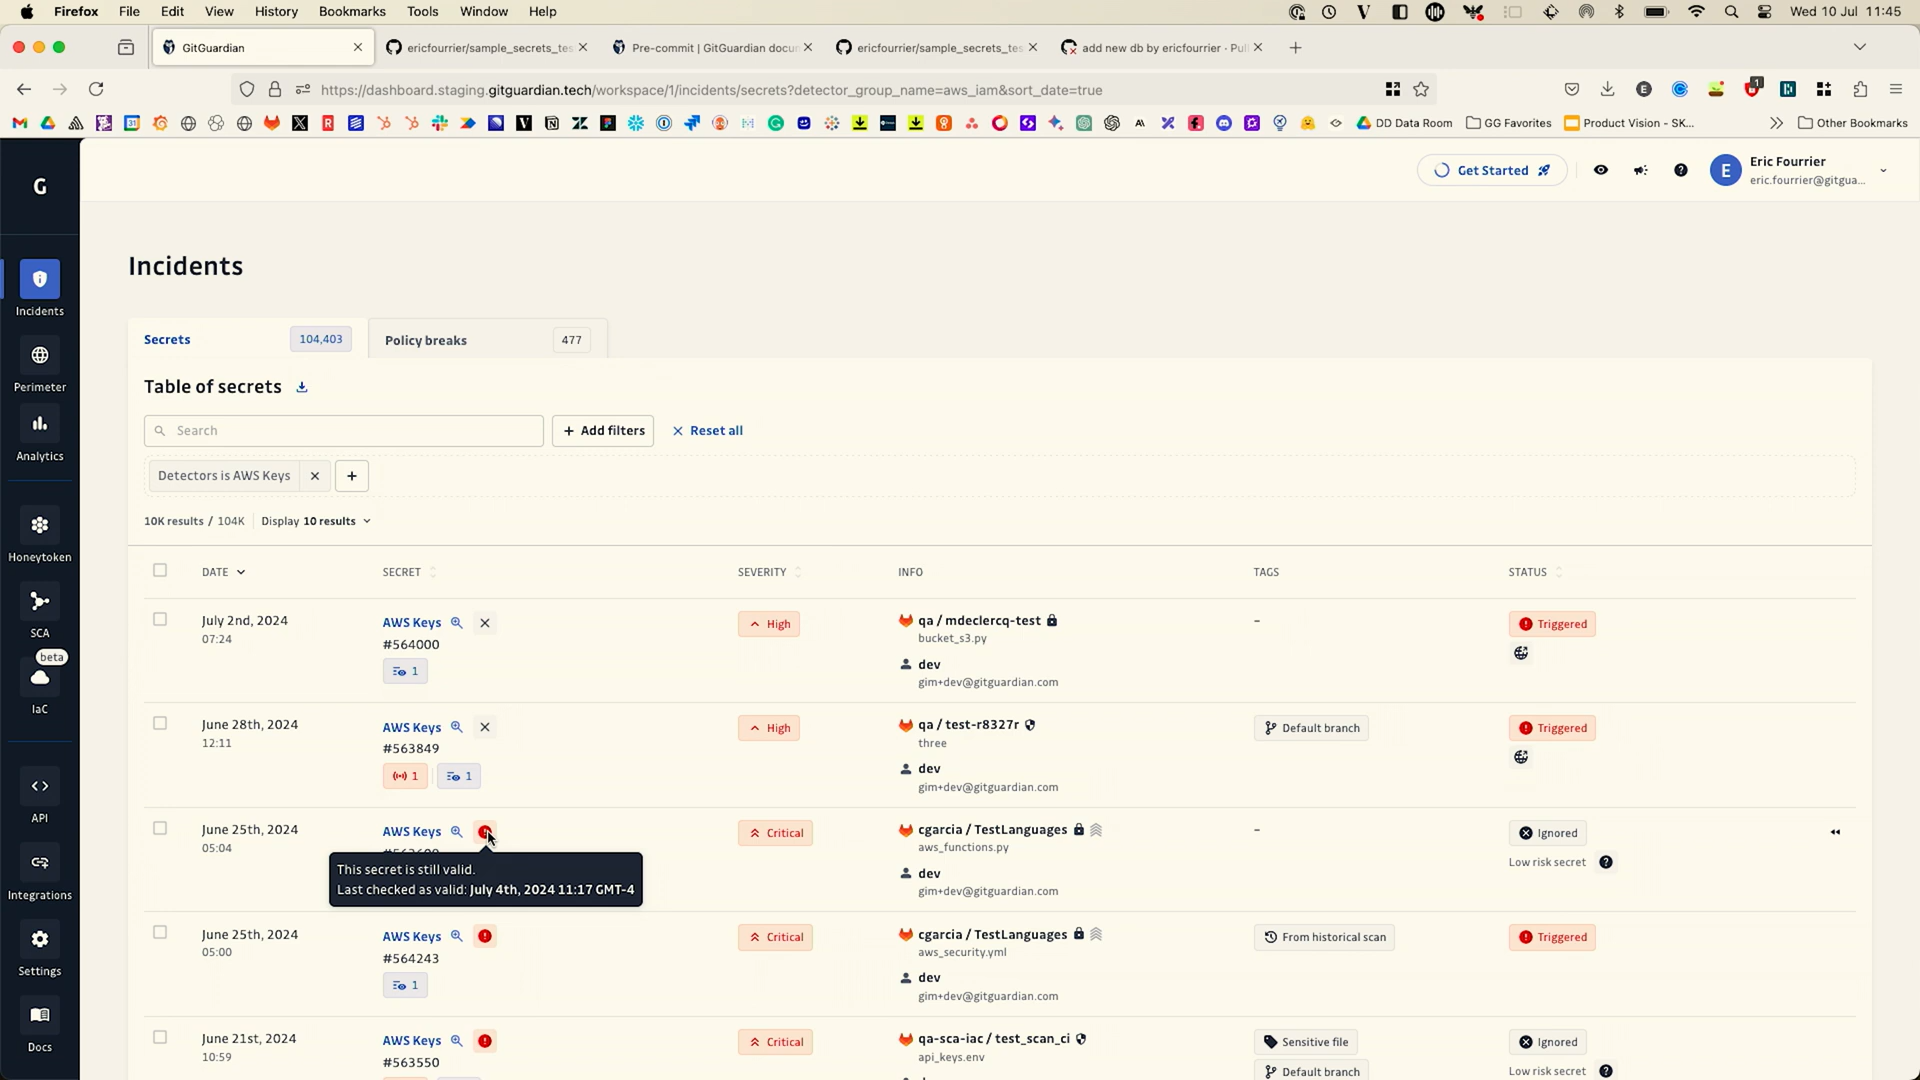 Firefox File Edit View History Bookmarks Tools Window Help Wed 10 Jul 11:45
GitGuardian ericfourrier/sample_secrets_tes Pre-commit | GitGuardian docu ericfourrier/sample_secrets_tes add new db by ericfourrier · Pull
https://dashboard.staging.gitguardian.tech/workspace/1/incidents/secrets?detector_group_name=aws_iam&sort_date=true
DD Data Room GG Favorites Product Vision - SK... Other Bookmarks
G
Get Started
E
Eric Fourrier
eric.fourrier@gitgua...
Incidents
Perimeter
Analytics
Honeytoken
SCA
beta
IaC
API
Integrations
Settings
Docs
Incidents
Secrets 104,403 Policy breaks 477
Table of secrets
Search + Add filters Reset all
Detectors is AWS Keys
10K results / 104K Display 10 results
DATE SECRET SEVERITY INFO TAGS STATUS
July 2nd, 2024 AWS Keys High qa / mdeclercq-test – Triggered
07:24 #564000 bucket_s3.py
1 dev
gim+dev@gitguardian.com
June 28th, 2024 AWS Keys High qa / test-r8327r Default branch Triggered
12:11 #563849 three
1 1 dev
gim+dev@gitguardian.com
June 25th, 2024 AWS Keys Critical cgarcia / TestLanguages – Ignored
05:04 aws_functions.py Low risk secret
This secret is still valid.
Last checked as valid: July 4th, 2024 11:17 GMT-4
dev
gim+dev@gitguardian.com
June 25th, 2024 AWS Keys Critical cgarcia / TestLanguages From historical scan Triggered
05:00 #564243 aws_security.yml
1 dev
gim+dev@gitguardian.com
June 21st, 2024 AWS Keys Critical qa-sca-iac / test_scan_ci Sensitive file Ignored
10:59 #563550 api_keys.env Default branch Low risk secret